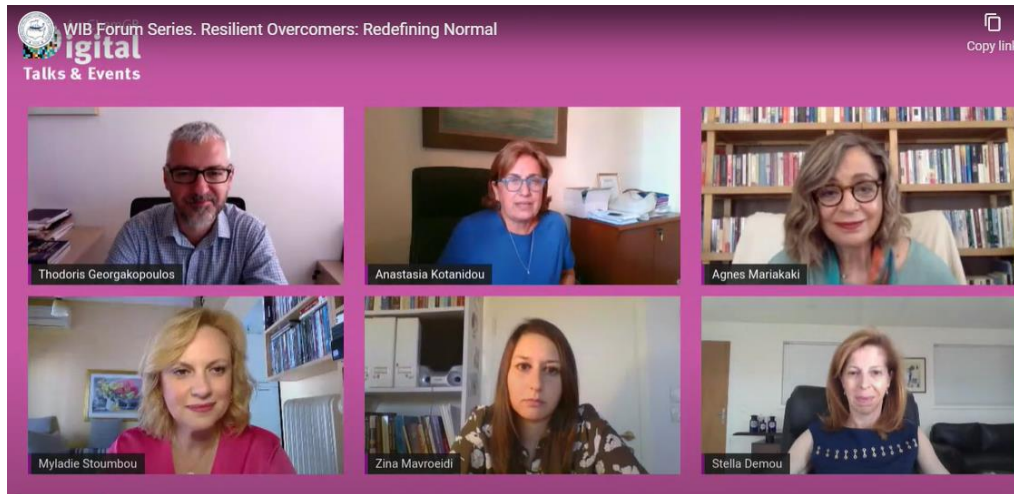 WIB Forum Series. Resilient Overcomers: Redefining Normal
Digital
Talks & Events
Copy link
Thodoris Georgakopoulos
Anastasia Kotanidou
Agnes Mariakaki
Myladie Stoumbou
Zina Mavroeidi
Stella Demou